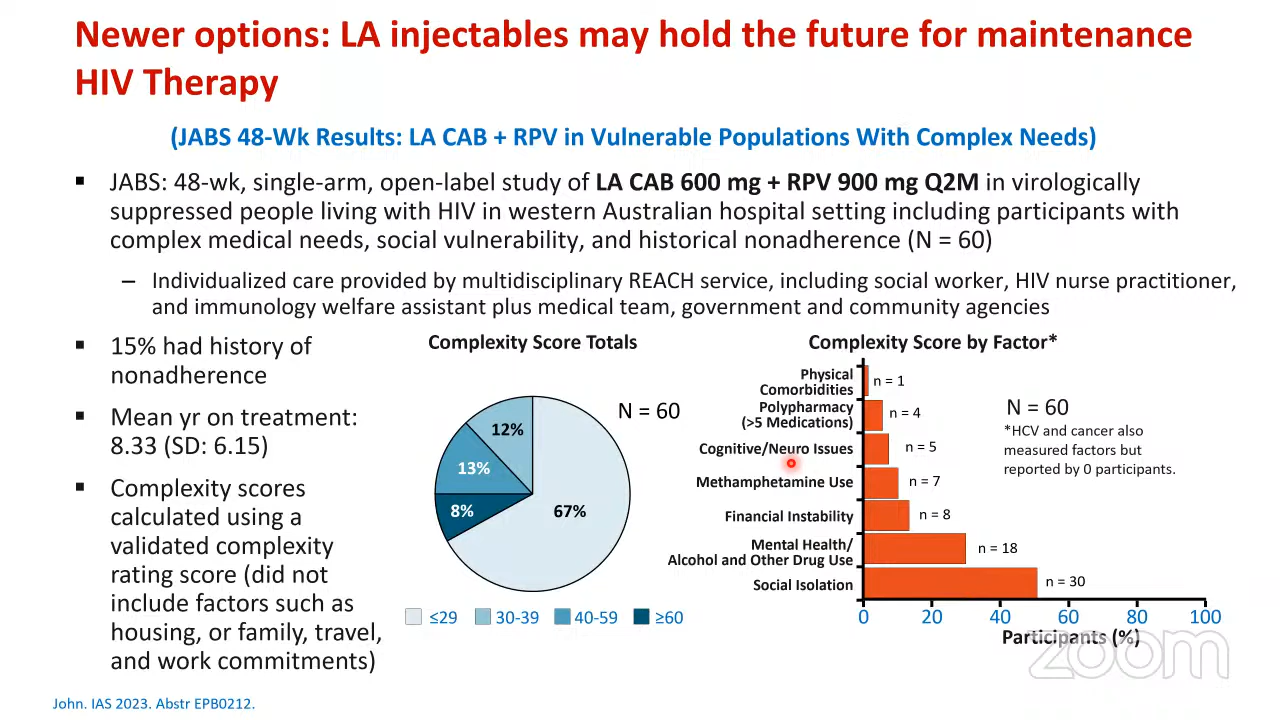 Newer options: LA injectables may hold the future for maintenance
HIV Therapy
(JABS 48-Wk Results: LA CAB + RPV in Vulnerable Populations With Complex Needs)
▪ JABS: 48-wk, single-arm, open-label study of LA CAB 600 mg + RPV 900 mg Q2M in virologically
suppressed people living with HIV in western Australian hospital setting including participants with
complex medical needs, social vulnerability, and historical nonadherence (N = 60)
– Individualized care provided by multidisciplinary REACH service, including social worker, HIV nurse practitioner,
and immunology welfare assistant plus medical team, government and community agencies
▪ 15% had history of
nonadherence
▪ Mean yr on treatment:
8.33 (SD: 6.15)
▪ Complexity scores
calculated using a
validated complexity
rating score (did not
include factors such as
housing, or family, travel,
and work commitments)
Complexity Score Totals
N = 60
12%
13%
8%
67%
≤29 30-39 40-59 ≥60
Complexity Score by Factor*
Physical
Comorbidities
n = 1
Polypharmacy
(>5 Medications)
n = 4
Cognitive/Neuro Issues
n = 5
Methamphetamine Use
n = 7
Financial Instability
n = 8
Mental Health/
Alcohol and Other Drug Use
n = 18
Social Isolation
n = 30
0 20 40 60 80 100
Participants (%)
N = 60
*HCV and cancer also
measured factors but
reported by 0 participants.
zoom
John. IAS 2023. Abstr EPB0212.